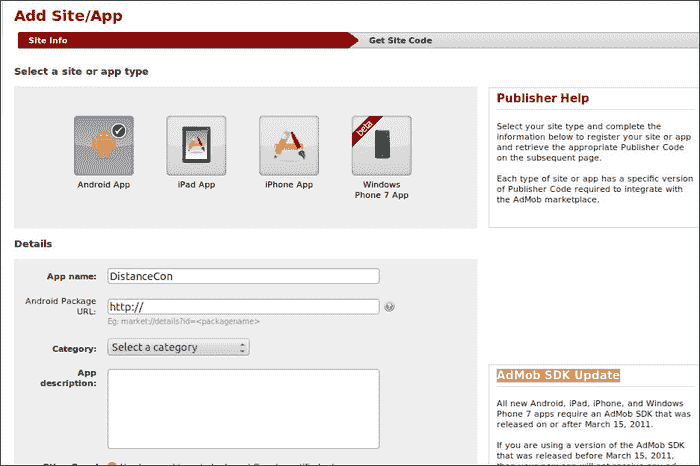 Add Site/App
Site Info
Get Site Code
Select a site or app type
Android App
iPad App
iPhone App
beta
Windows
Phone 7 App
Publisher Help
Select your site type and complete the
information below to register your site or app
and retrieve the appropriate Publisher Code
on the subsequent page.
Each type of site or app has a specific version
of Publisher Code required to integrate with
the AdMob marketplace.
Details
App name:
DistanceCon
Android Package
URL:
http://
Eg: market://details?id=<packagename>
Category:
Select a category
App
description:
AdMob SDK Update
All new Android, iPad, iPhone, and Windows
Phone 7 apps require an AdMob SDK that was
released on or after March 15, 2011.
If you are using a version of the AdMob SDK
that was released before March 15, 2011,